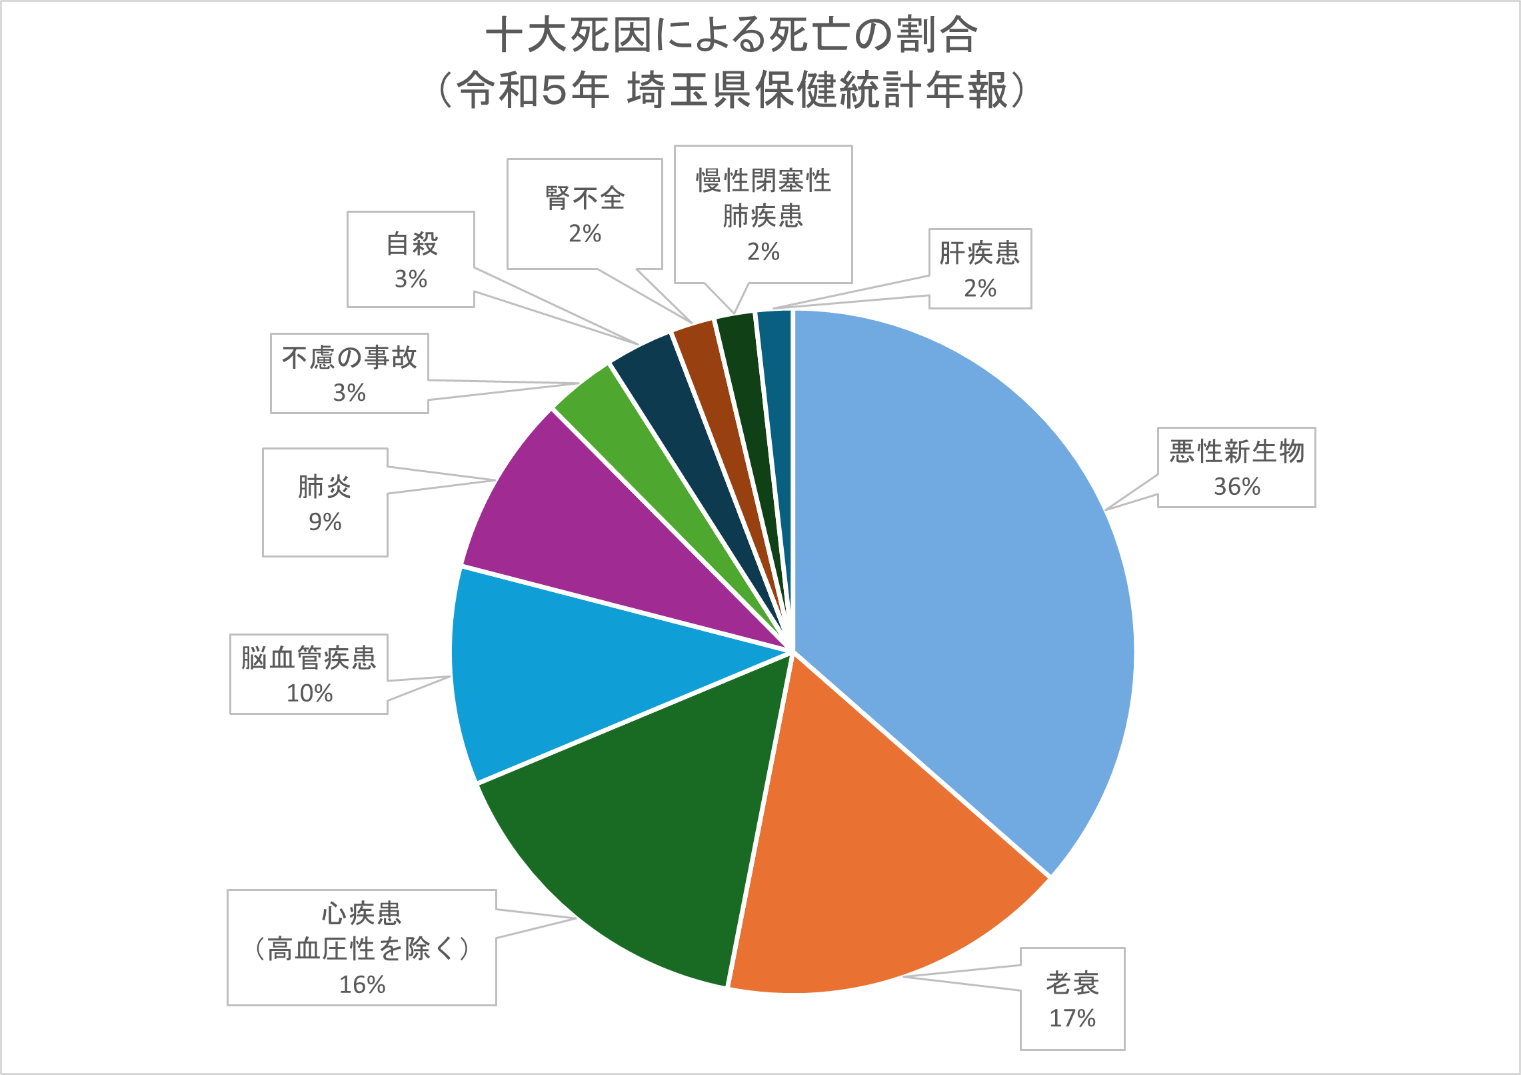 十大死因による死亡の割合
（令和５年 埼玉県保健統計年報）
悪性新生物
36%
老衰
17%
心疾患
（高血圧性を除く）
16%
脳血管疾患
10%
肺炎
9%
不慮の事故
3%
自殺
3%
腎不全
2%
慢性閉塞性
肺疾患
2%
肝疾患
2%